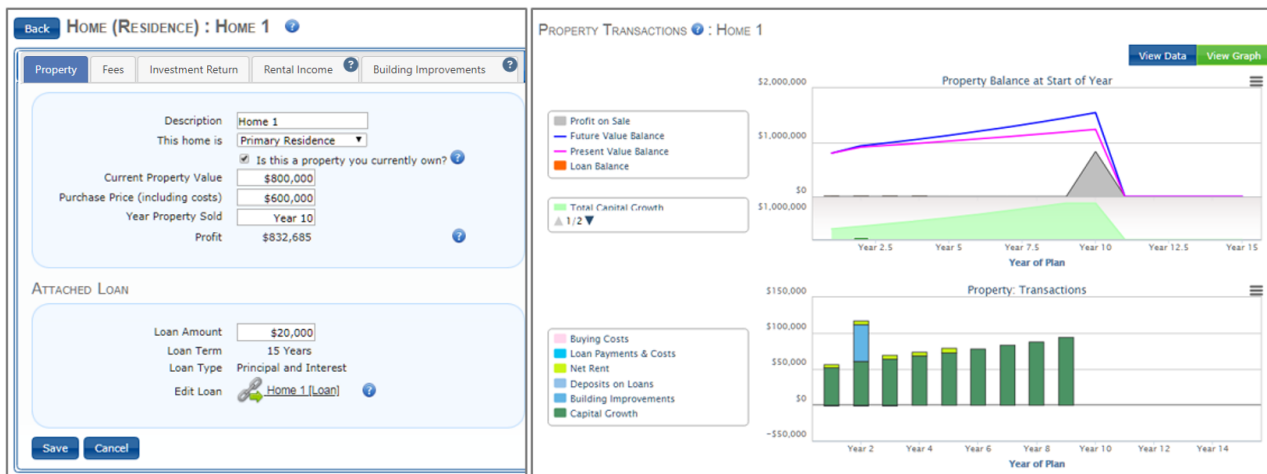 Back HOME (RESIDENCE) : HOME 1 ?
Property Fees Investment Return Rental Income ? Building Improvements ?
Description Home 1
This home is Primary Residence
Is this a property you currently own? ?
Current Property Value $800,000
Purchase Price (including costs) $600,000
Year Property Sold Year 10
Profit $832,685 ?
ATTACHED LOAN
Loan Amount $20,000
Loan Term 15 Years
Loan Type Principal and Interest
Edit Loan Home 1 [Loan] ?
Save Cancel
PROPERTY TRANSACTIONS ? : HOME 1
View Data View Graph
Property Balance at Start of Year
Profit on Sale
Future Value Balance
Present Value Balance
Loan Balance
Total Capital Growth
1/2
$2,000,000
$1,000,000
$0
$1,000,000
Year 2.5 Year 5 Year 7.5 Year 10 Year 12.5 Year 15
Year of Plan
Property: Transactions
Buying Costs
Loan Payments & Costs
Net Rent
Deposits on Loans
Building Improvements
Capital Growth
$150,000
$100,000
$50,000
$0
-$50,000
Year 2 Year 4 Year 6 Year 8 Year 10 Year 12 Year 14
Year of Plan